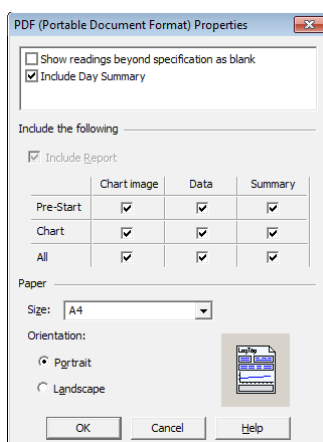 PDF (Portable Document Format) Properties
Show readings beyond specification as blank
Include Day Summary
Include the following
Include Report
Chart image Data Summary
Pre-Start
Chart
All
Paper
Size: A4
Orientation:
Portrait
Landscape
LogTag
OK Cancel Help